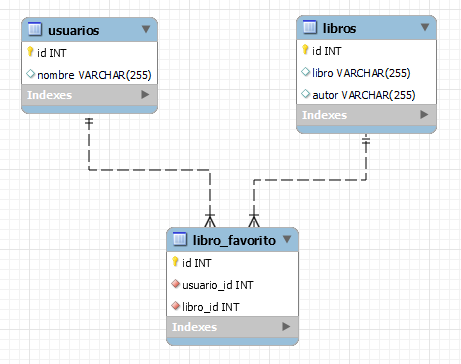 usuarios
id INT
nombre VARCHAR(255)
Indexes
libros
id INT
libro VARCHAR(255)
autor VARCHAR(255)
Indexes
libro_favorito
id INT
usuario_id INT
libro_id INT
Indexes